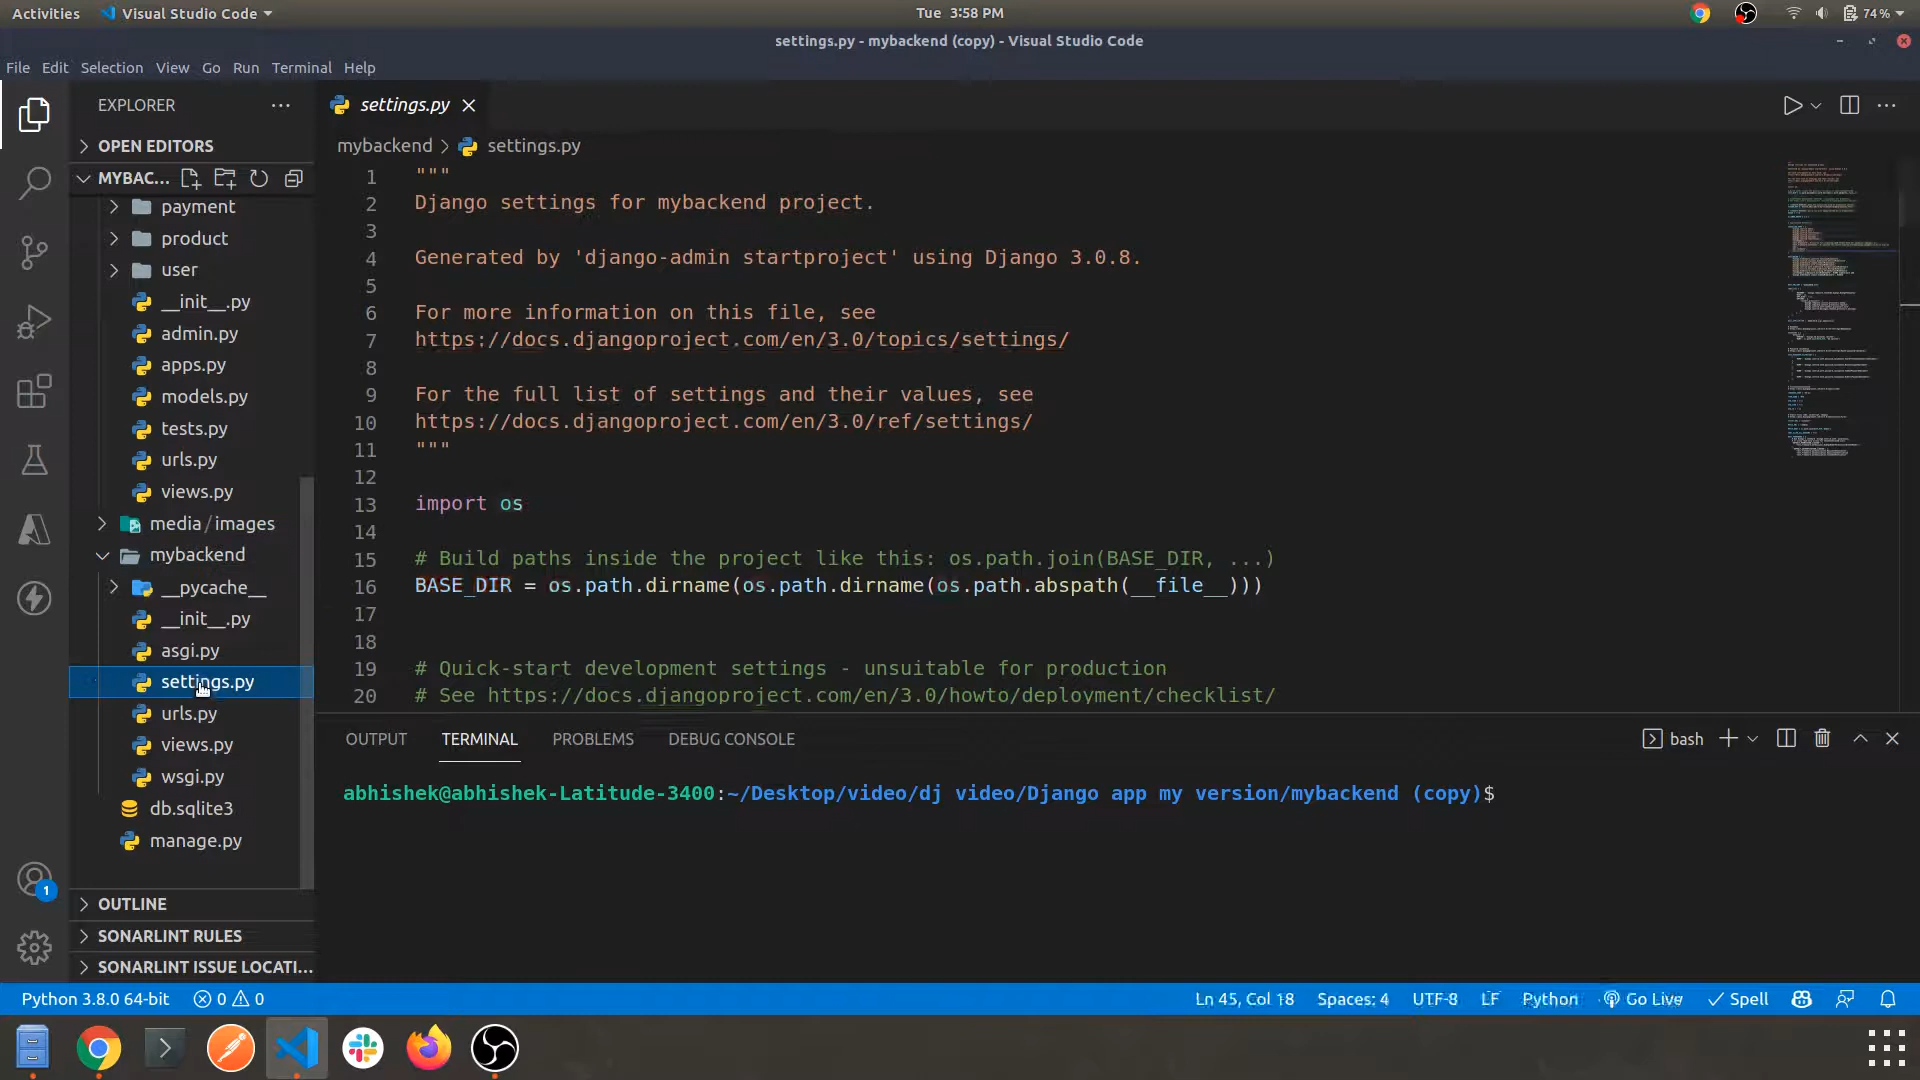 Activities
Visual Studio Code
Tue 3:58 PM
74%
settings.py - mybackend (copy) - Visual Studio Code
File Edit Selection View Go Run Terminal Help
EXPLORER
OPEN EDITORS
MYBAC...
payment
product
user
__init__.py
admin.py
apps.py
models.py
tests.py
urls.py
views.py
media / images
mybackend
__pycache__
__init__.py
asgi.py
settings.py
urls.py
views.py
wsgi.py
db.sqlite3
manage.py
OUTLINE
SONARLINT RULES
SONARLINT ISSUE LOCATI...
1
settings.py
mybackend > settings.py
1 """
2 Django settings for mybackend project.
3
4 Generated by 'django-admin startproject' using Django 3.0.8.
5
6 For more information on this file, see
7 https://docs.djangoproject.com/en/3.0/topics/settings/
8
9 For the full list of settings and their values, see
10 https://docs.djangoproject.com/en/3.0/ref/settings/
11 """
12
13 import os
14
15 # Build paths inside the project like this: os.path.join(BASE_DIR, ...)
16 BASE_DIR = os.path.dirname(os.path.dirname(os.path.abspath(__file__)))
17
18
19 # Quick-start development settings - unsuitable for production
20 # See https://docs.djangoproject.com/en/3.0/howto/deployment/checklist/
OUTPUT TERMINAL PROBLEMS DEBUG CONSOLE
bash
abhishek@abhishek-Latitude-3400:~/Desktop/video/dj video/Django app my version/mybackend (copy)$
Python 3.8.0 64-bit
0 0
Ln 45, Col 18
Spaces: 4
UTF-8
LF
Python
Go Live
Spell